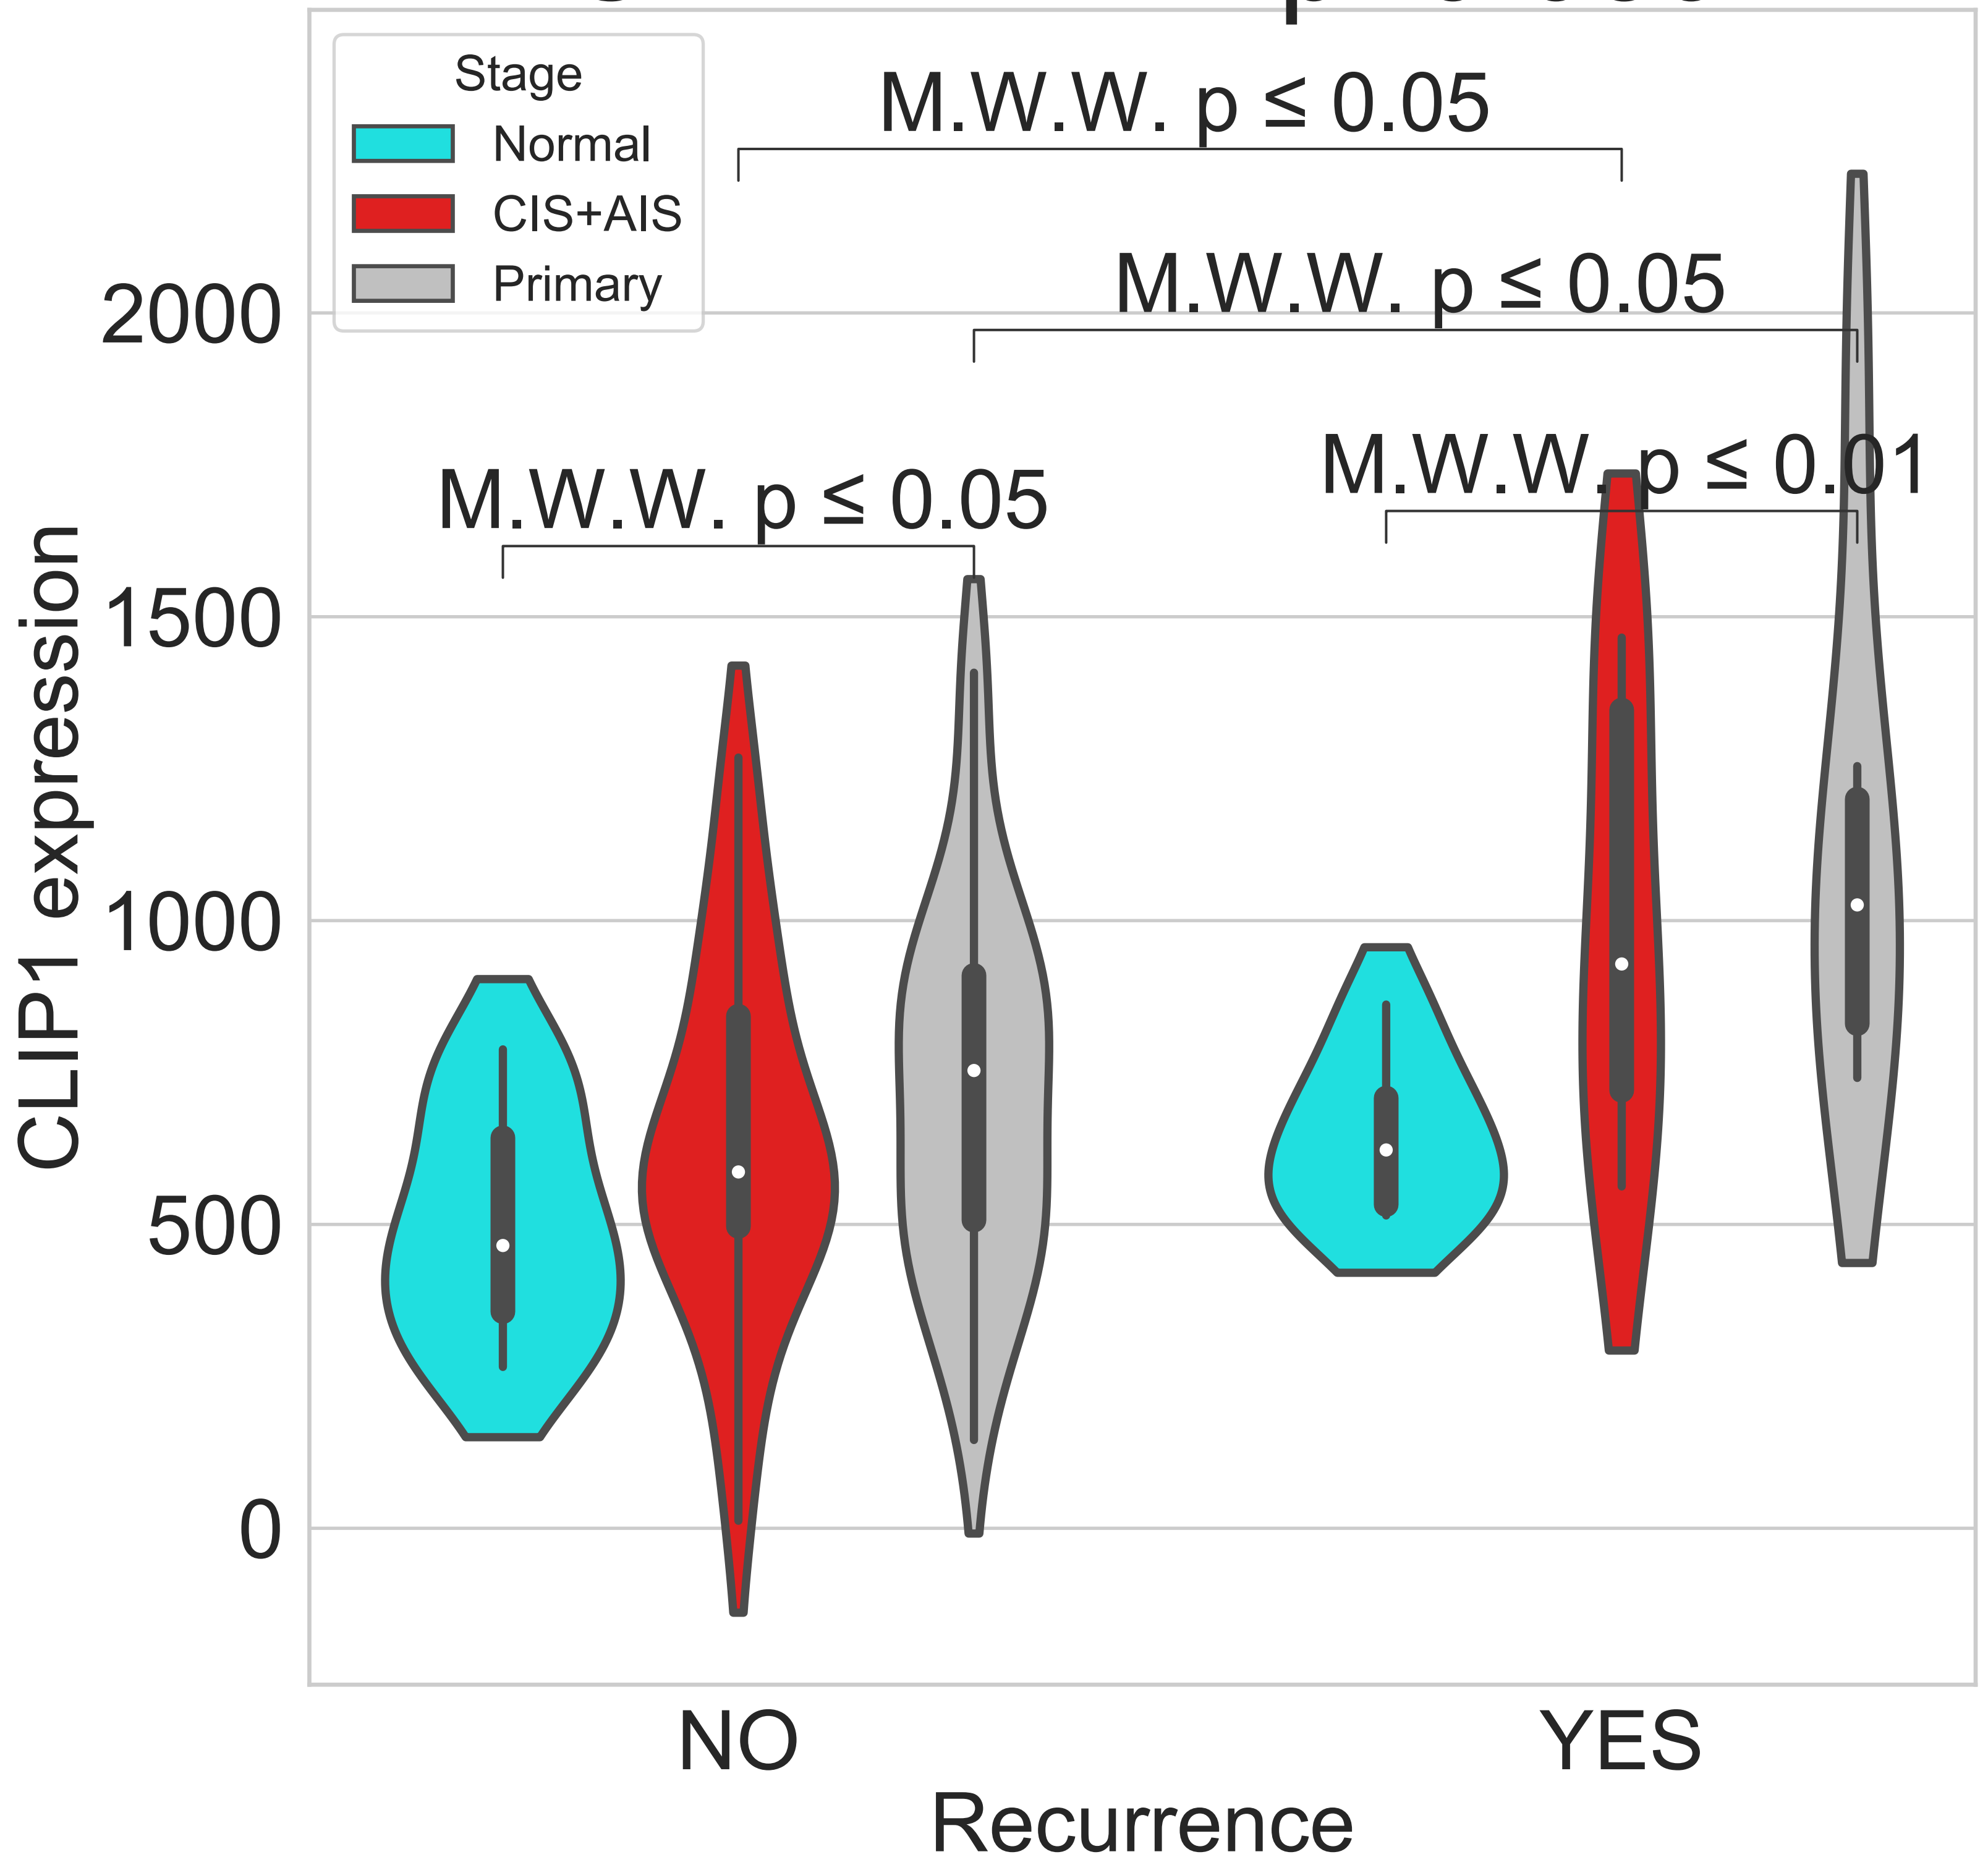 Stage
Normal
CIS+AIS
Primary
M.W.W. p ≤ 0.05
M.W.W. p ≤ 0.05
M.W.W. p ≤ 0.01
M.W.W. p ≤ 0.05
CLIP1 expression
2000
1500
1000
500
0
NO
YES
Recurrence